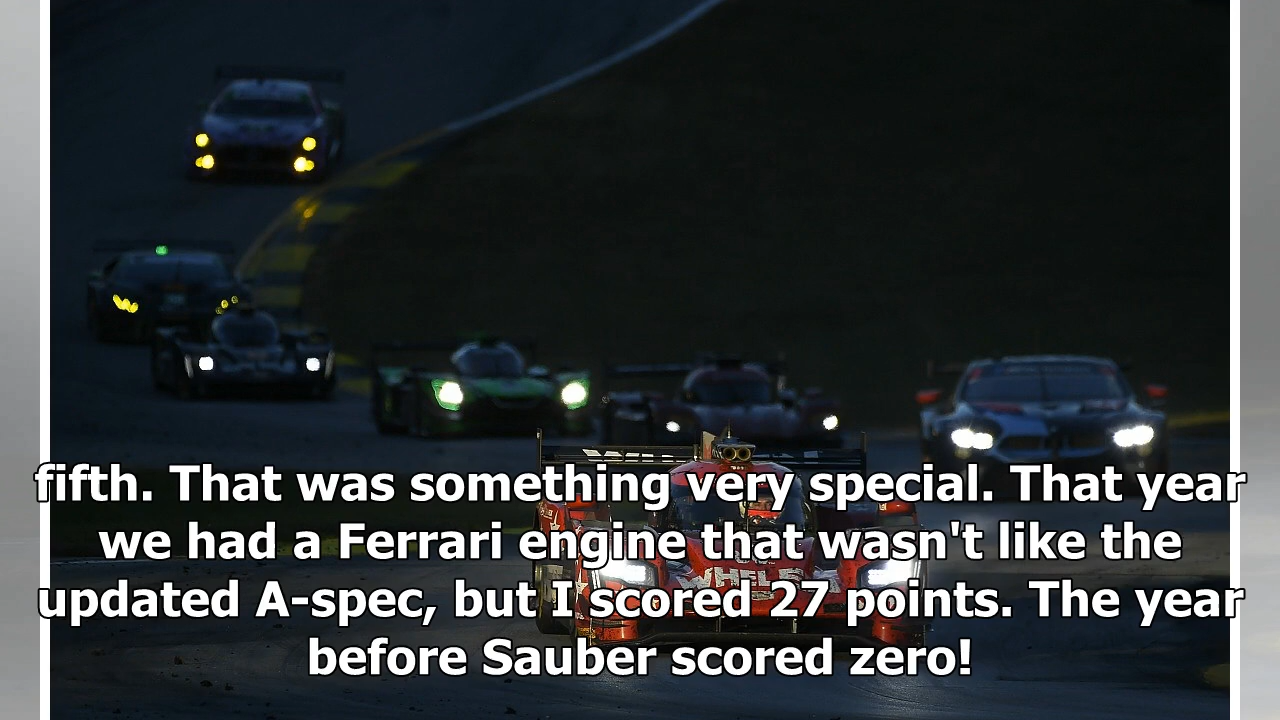 fifth. That was something very special. That year
we had a Ferrari engine that wasn't like the
updated A-spec, but I scored 27 points. The year
before Sauber scored zero!
WHELEN